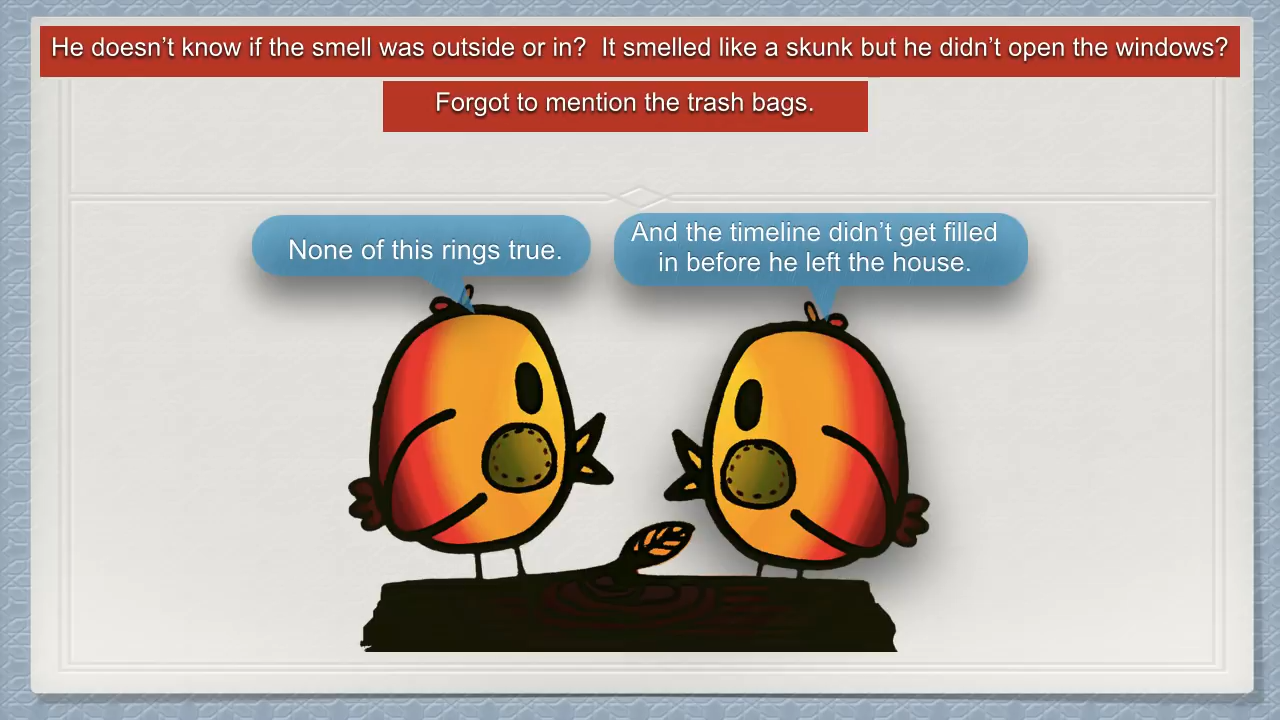 He doesn’t know if the smell was outside or in?  It smelled like a skunk but he didn’t open the windows?
Forgot to mention the trash bags.
None of this rings true.
And the timeline didn’t get filled
in before he left the house.